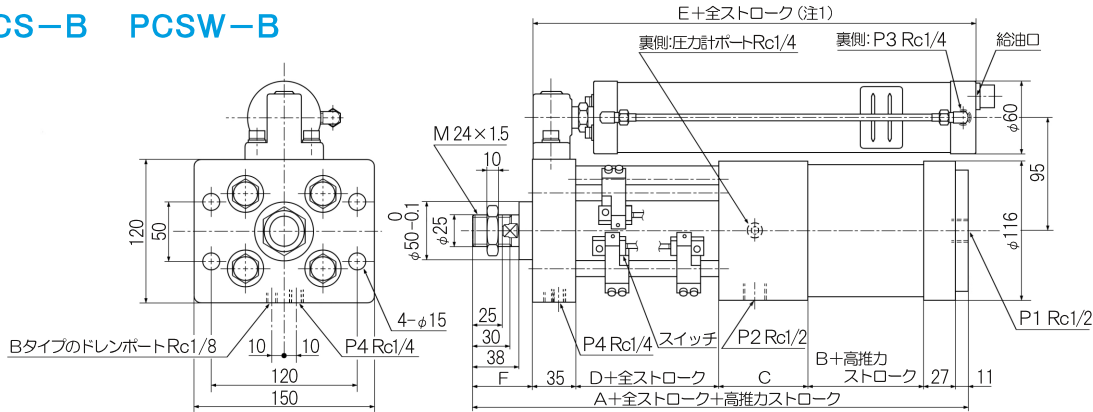 CS－B PCSW－B
E＋全ストローク(注1)
裏側:圧力計ポートRc1/4
裏側:P3 Rc1/4
給油口
M24×1.5
10
φ60
95
120
50
0
φ50-0.1
φ25
φ116
25
30
38
4-φ15
BタイプのドレンポートRc1/8
10
10
P4 Rc1/4
120
150
P4 Rc1/4
スイッチ
P2 Rc1/2
P1 Rc1/2
B＋高推力
ストローク
F
35
D＋全ストローク
C
27
11
A＋全ストローク＋高推力ストローク